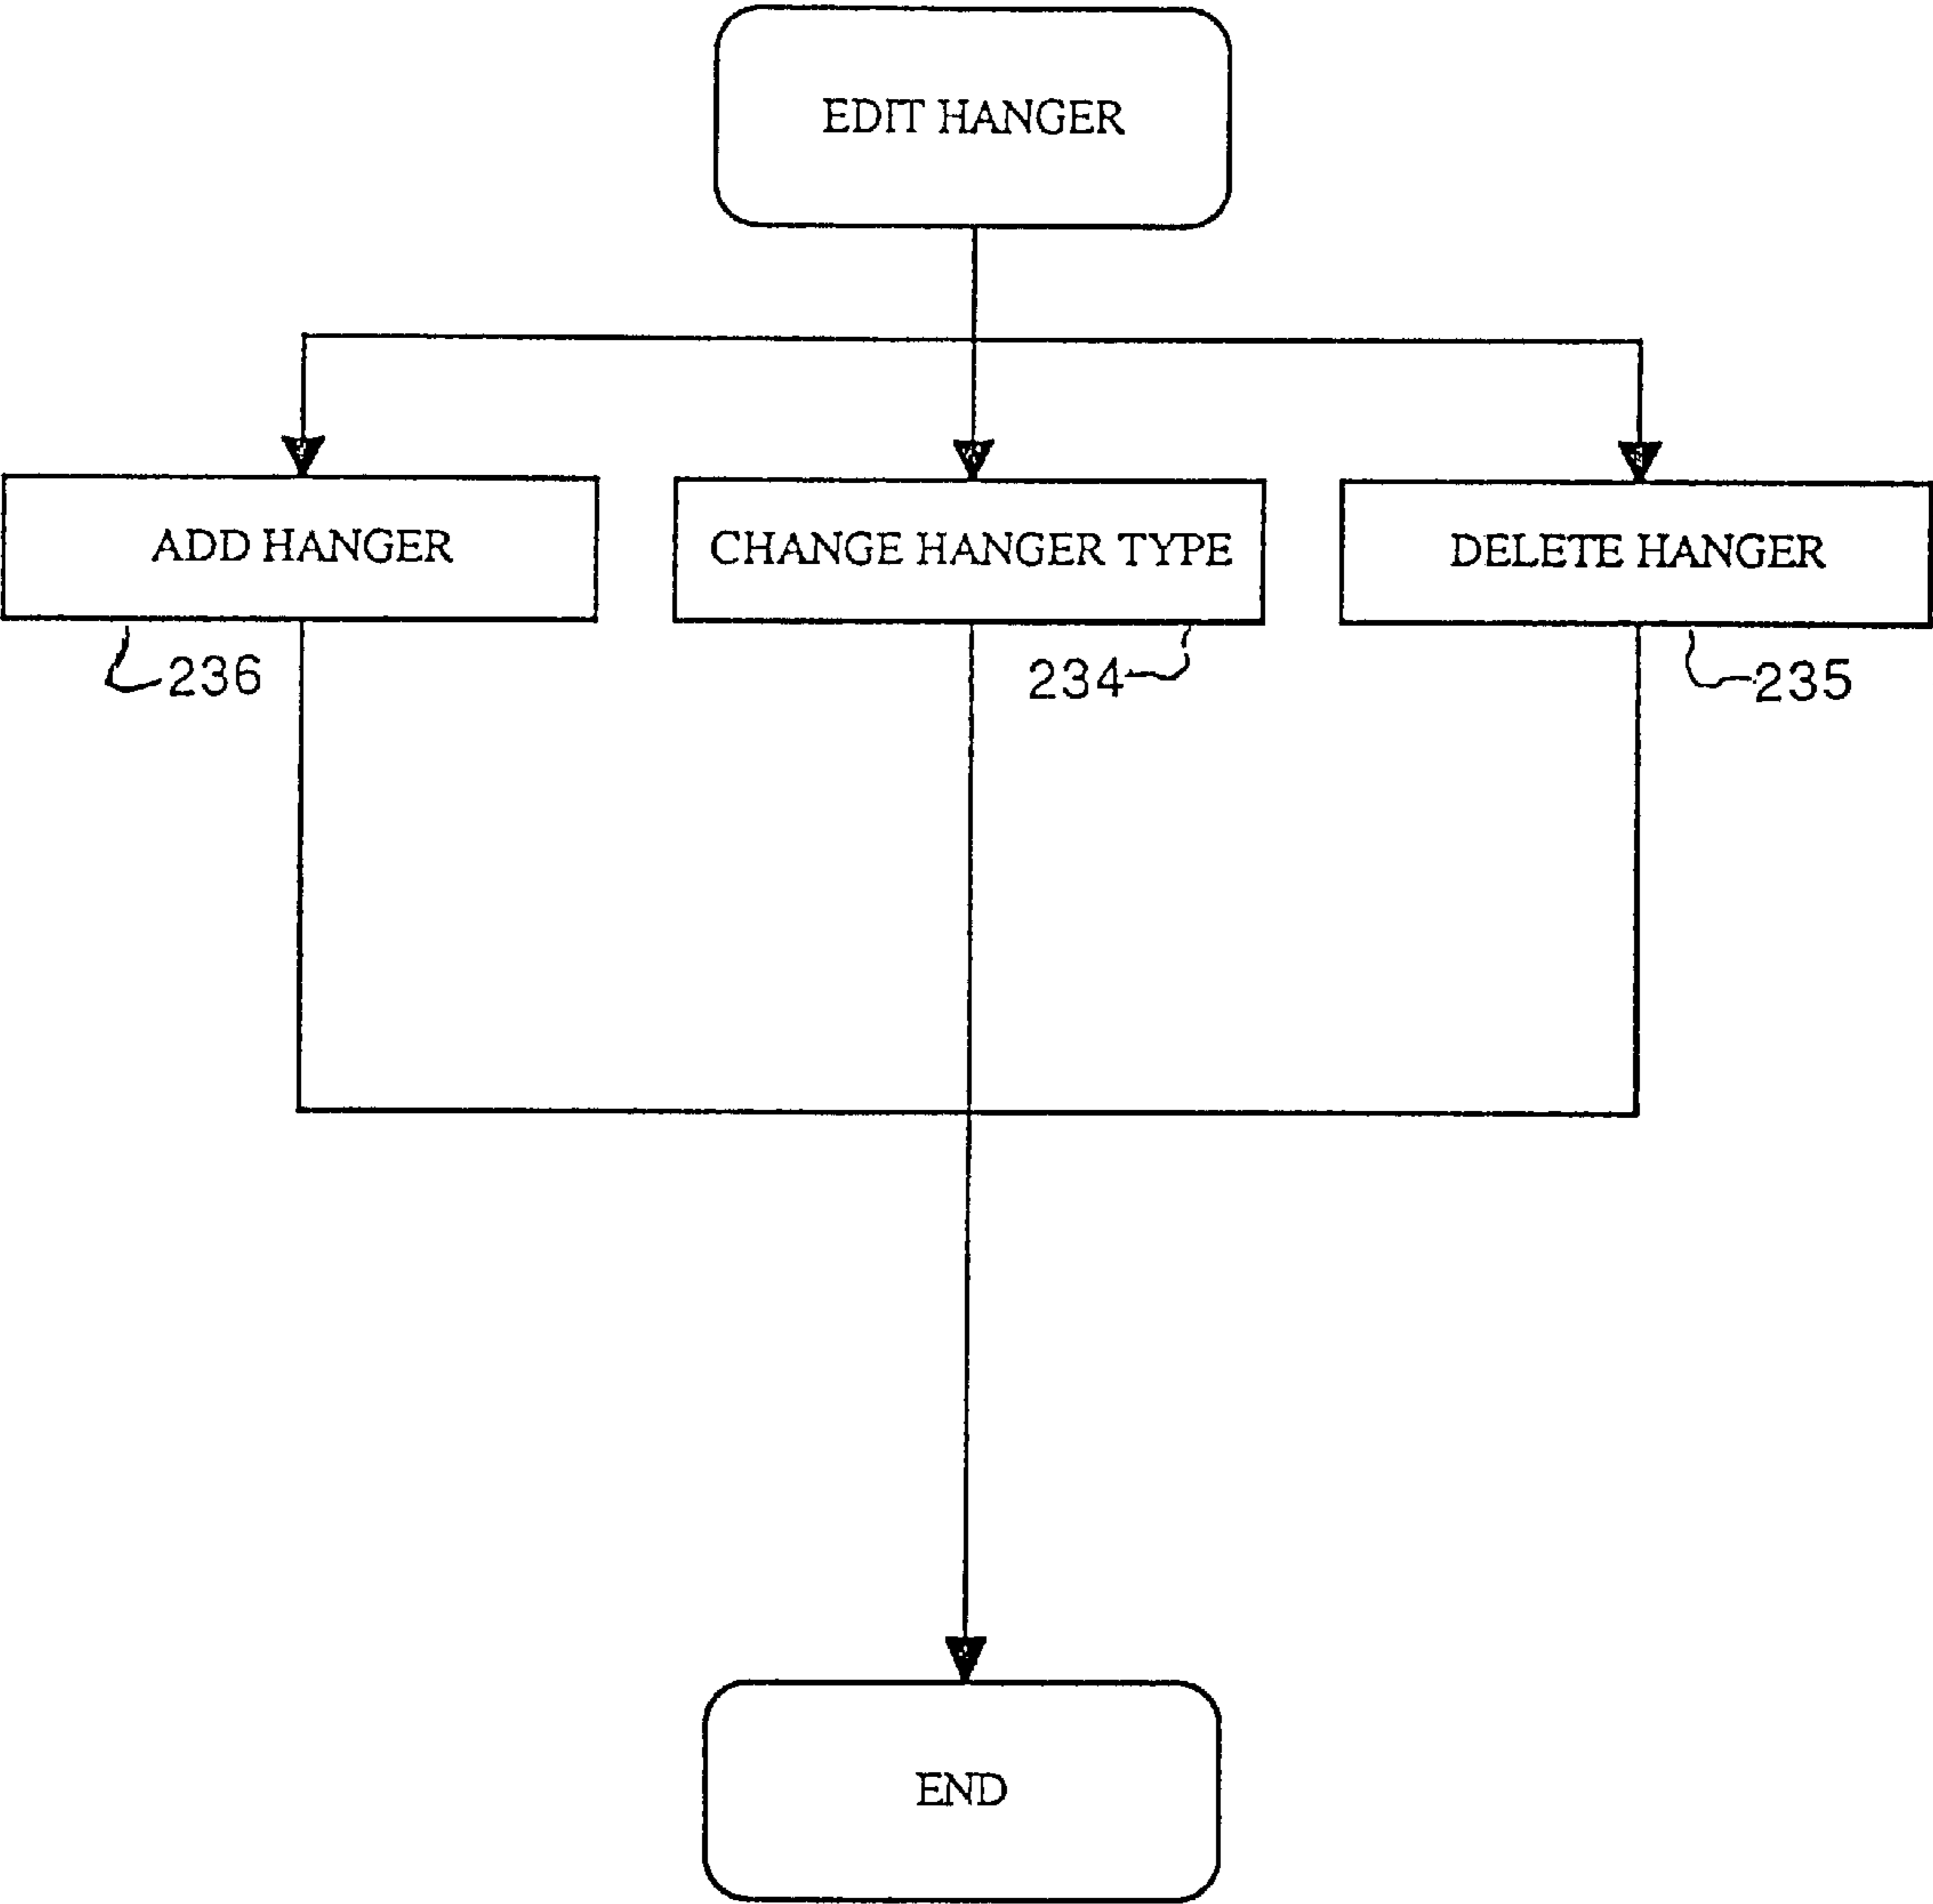 EDIT HANGER
ADD HANGER
CHANGE HANGER TYPE
DELETE HANGER
236
234
235
END